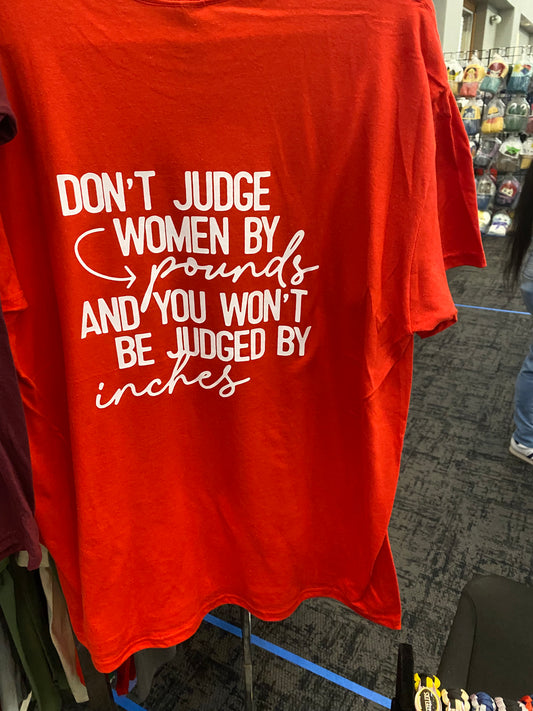 DON'T JUDGE
WOMEN BY
pounds
AND YOU WON'T
BE JUDGED BY
inches